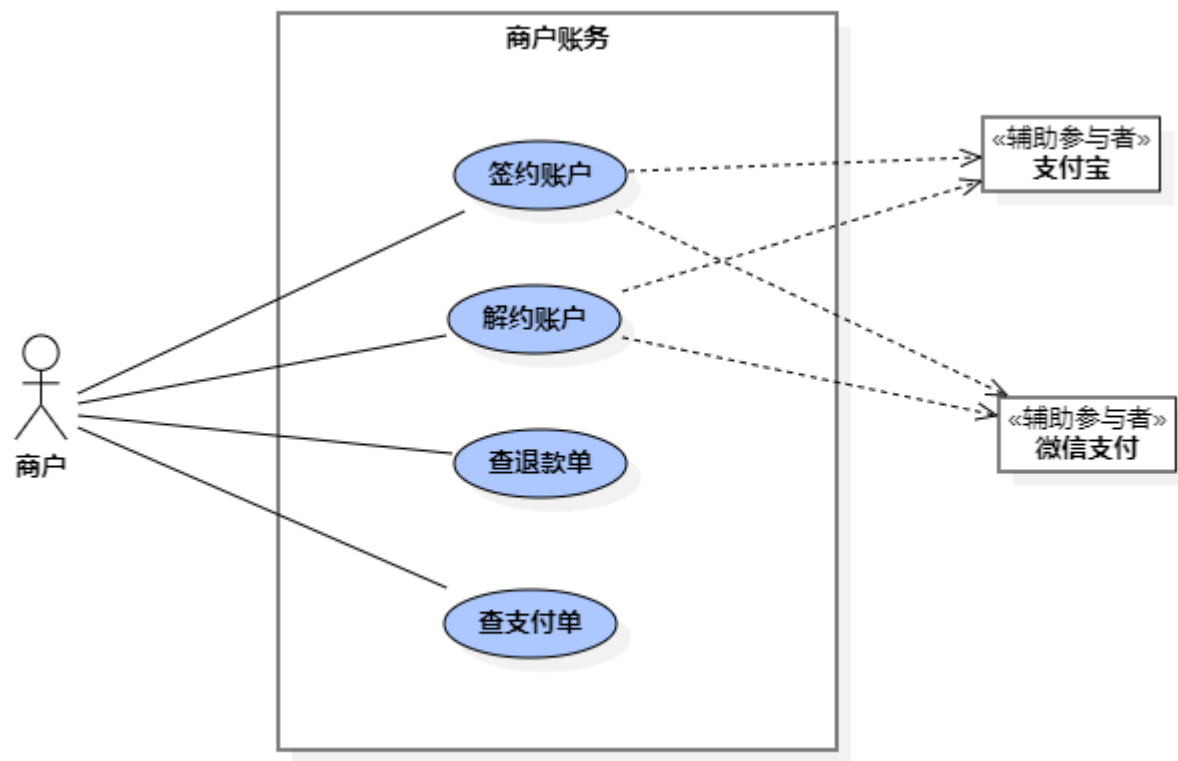 商户账务
签约账户
«辅助参与者»
支付宝
解约账户
«辅助参与者»
微信支付
商户
查退款单
查支付单